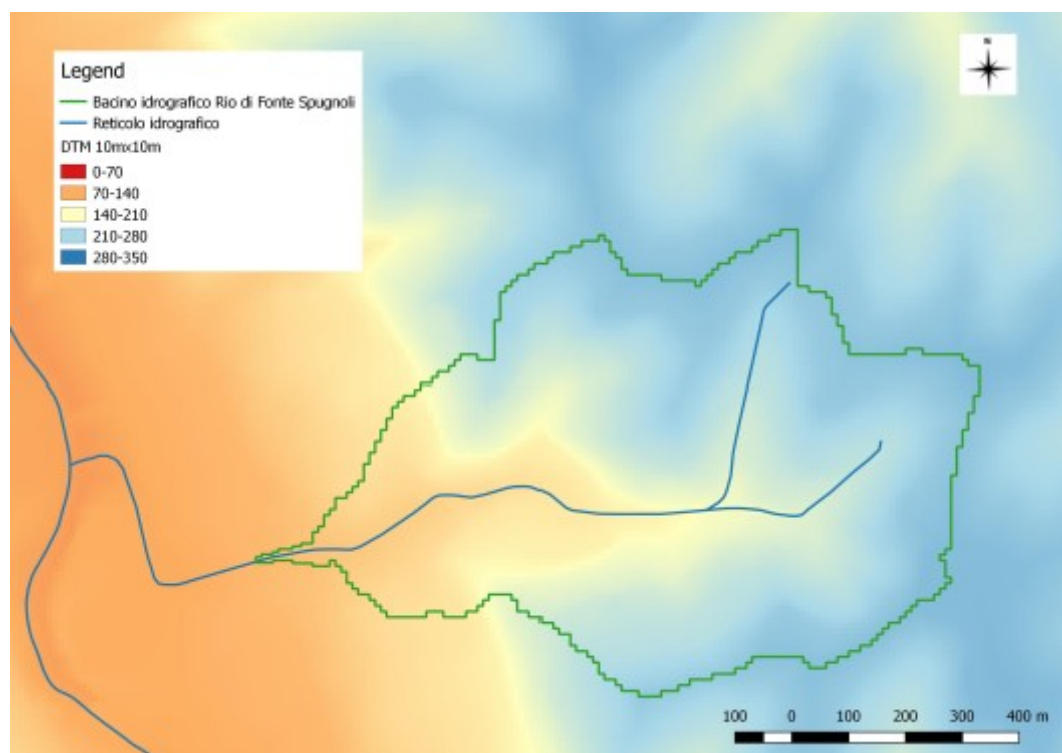 Legend
Bacino idrografico Rio di Fonte Spugnoli
Reticolo idrografico
DTM 10mx10m
0-70
70-140
140-210
210-280
280-350
N
100 0 100 200 300 400 m